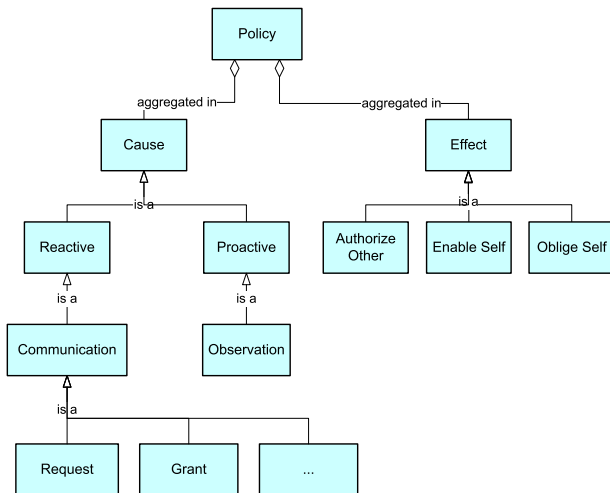 Policy
aggregated in
aggregated in
Cause
Effect
is a
is a
Reactive
Proactive
Authorize
Other
Enable Self
Oblige Self
is a
is a
Communication
Observation
is a
Request
Grant
...